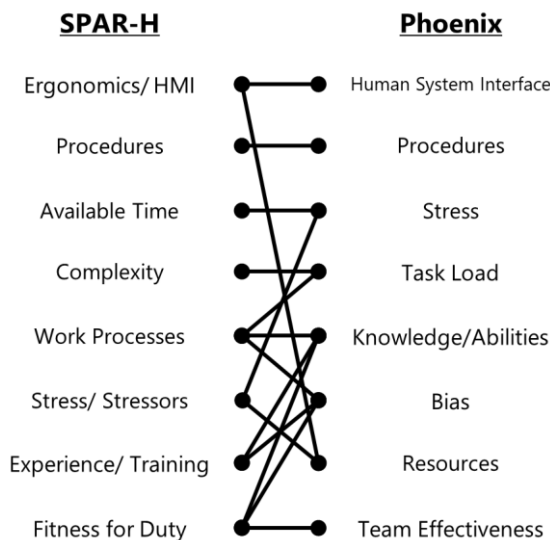 SPAR-H Phoenix
Ergonomics/ HMI Human System Interface
Procedures Procedures
Available Time Stress
Complexity Task Load
Work Processes Knowledge/Abilities
Stress/ Stressors Bias
Experience/ Training Resources
Fitness for Duty Team Effectiveness